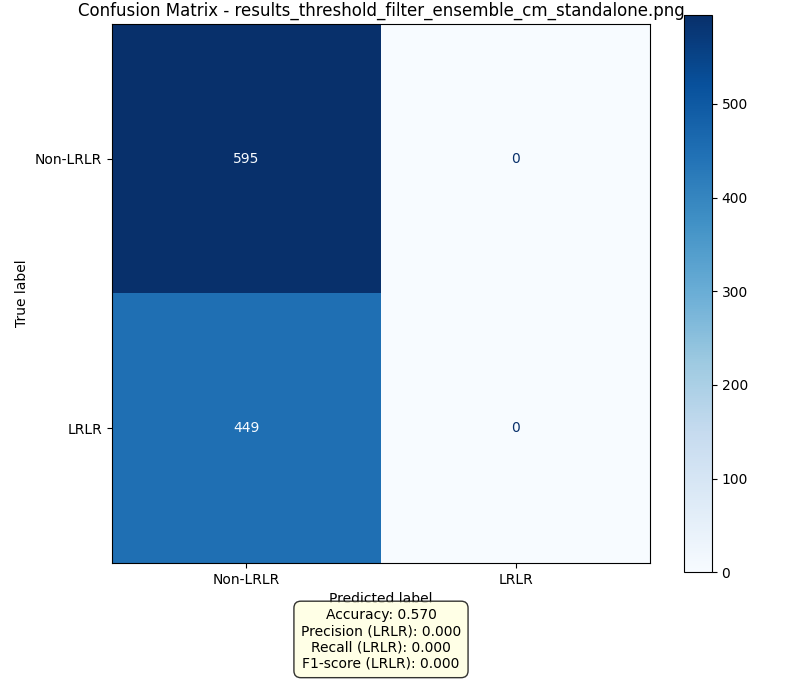 Confusion Matrix - results_threshold_filter_ensemble_cm_standalone.png
Non-LRLR
595
0
LRLR
449
0
True label
Non-LRLR
LRLR
Predicted label
500
400
300
200
100
0
Accuracy: 0.570
Precision (LRLR): 0.000
Recall (LRLR): 0.000
F1-score (LRLR): 0.000